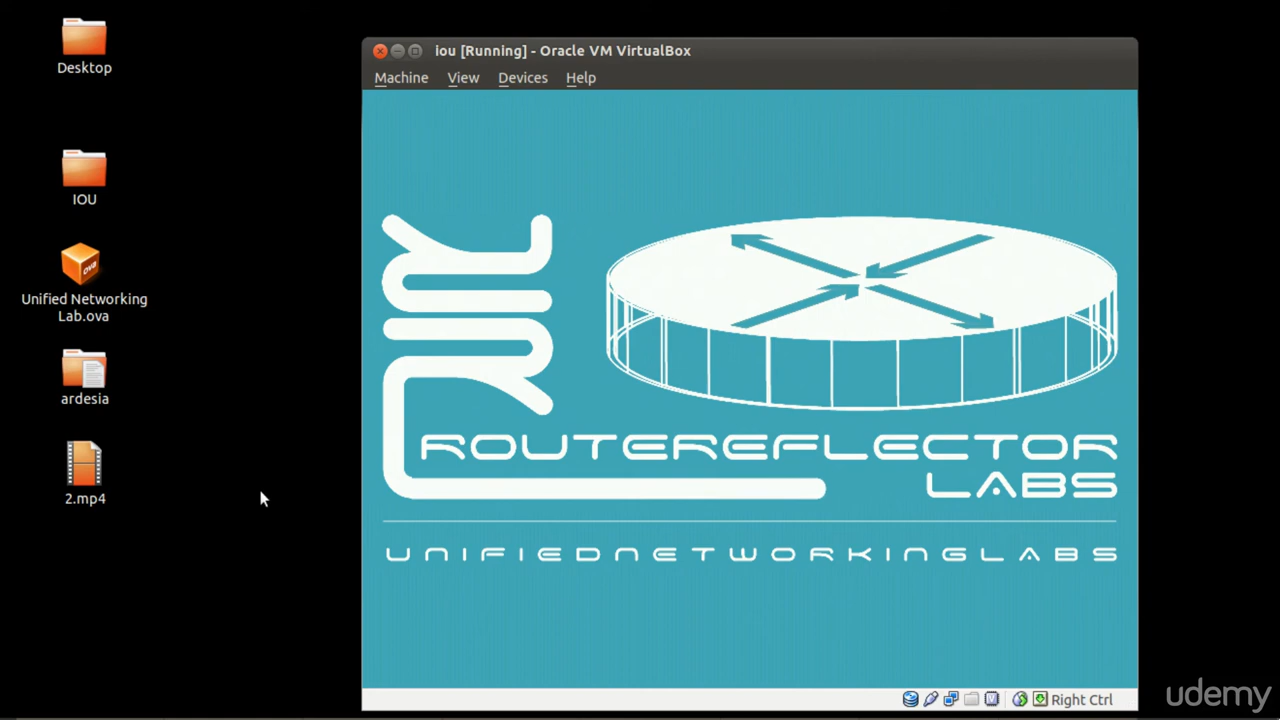 Desktop
IOU
Unified Networking
Lab.ova
ova
ardesia
2.mp4
iou [Running] - Oracle VM VirtualBox
Machine View Devices Help
ROUTEREFLECTOR
LABS
UNIFIEDNETWORKINGLABS
Right Ctrl
udemy